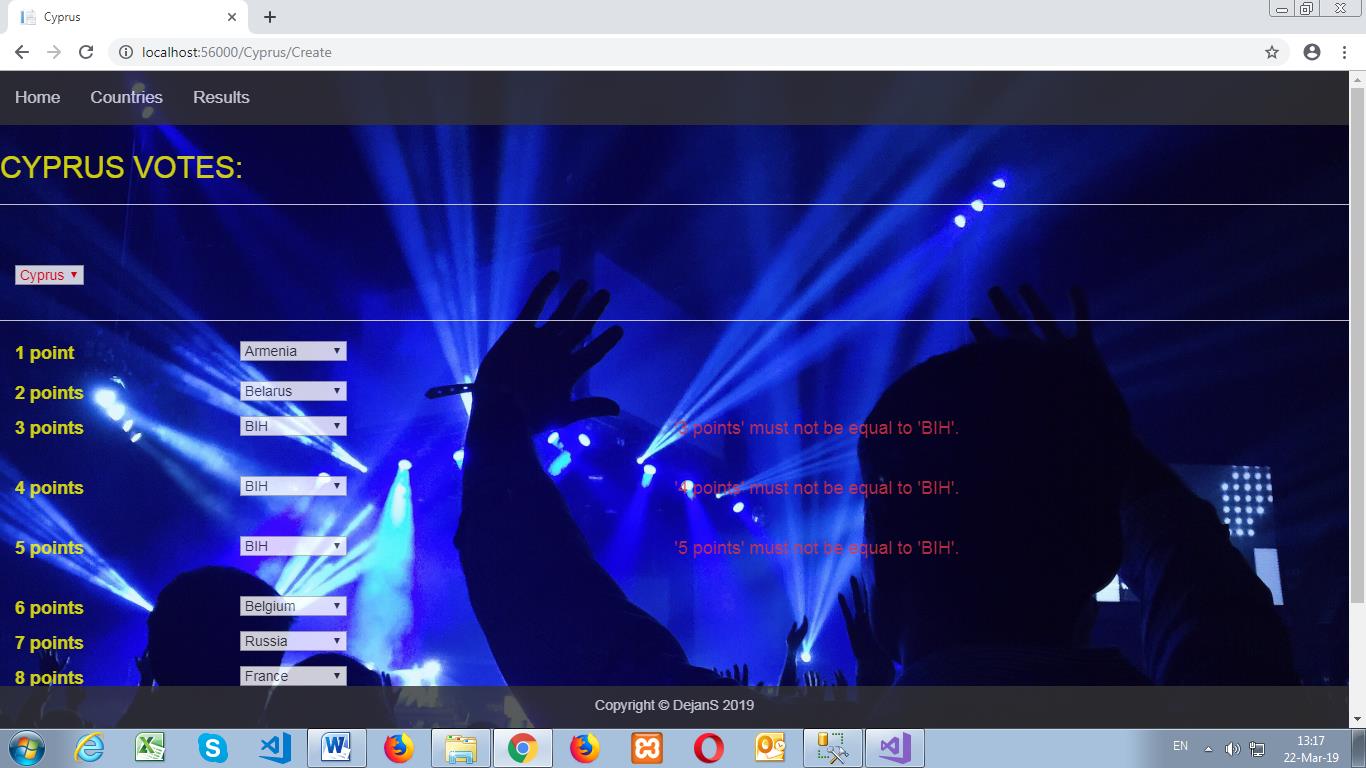 Cyprus
localhost:56000/Cyprus/Create
Home Countries Results
CYPRUS VOTES:
Cyprus
1 point Armenia
2 points Belarus
3 points BIH '3 points' must not be equal to 'BIH'.
4 points BIH '4 points' must not be equal to 'BIH'.
5 points BIH '5 points' must not be equal to 'BIH'.
6 points Belgium
7 points Russia
8 points France
Copyright © DejanS 2019
EN 13:17
22-Mar-19